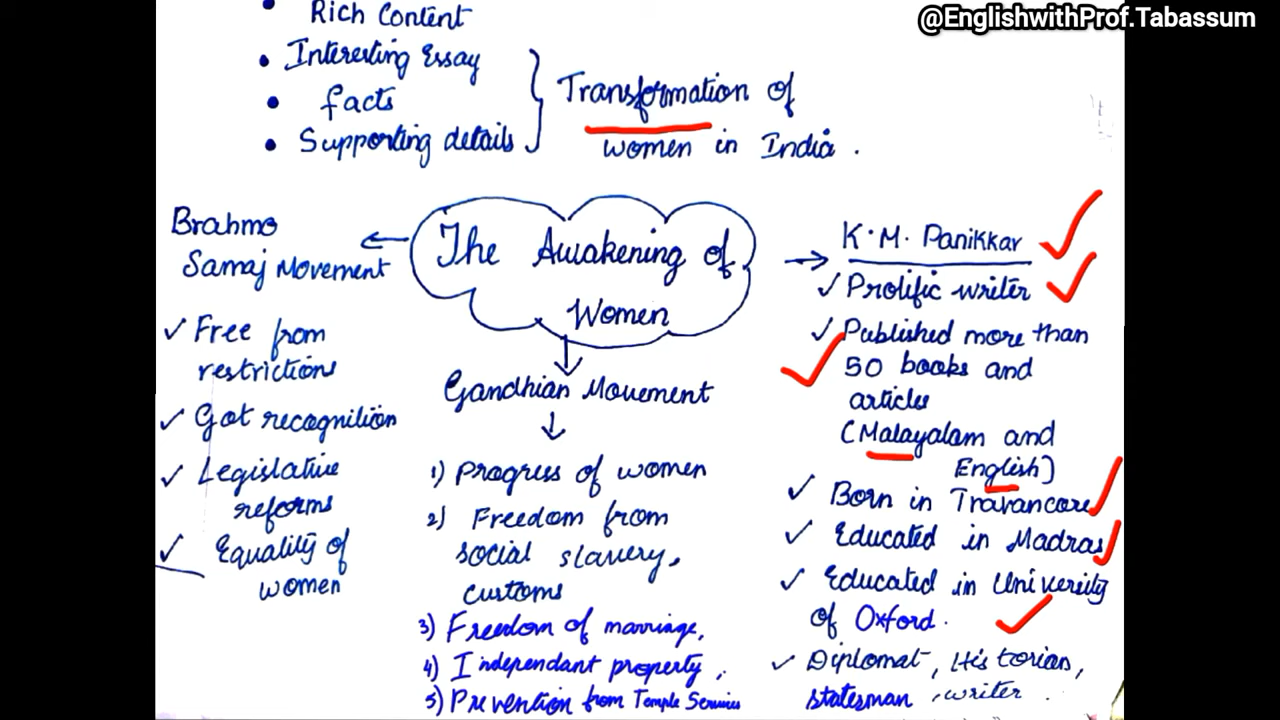 @EnglishwithProf.Tabassum
Rich Content
Interesting Essay
facts
Supporting details
Transformation of
women in India.
The Awakening of
Women
Brahmo
Samaj Movement
✓ Free from
restrictions
✓ Got recognition
✓ Legislative
reforms
✓ Equality of
women
Gandhian Movement
1) Progress of women
2) Freedom from
social slavery,
customs
3) Freedom of marriage,
4) Independant property,
5) Prevention from Temple Services
K.M. Panikkar
✓ Prolific writer
✓ Published more than
50 books and
articles
(Malayalam and
English)
✓ Born in Travancore
✓ Educated in Madras
✓ Educated in University
of Oxford.
✓ Diplomat, Historian,
statesman, writer.